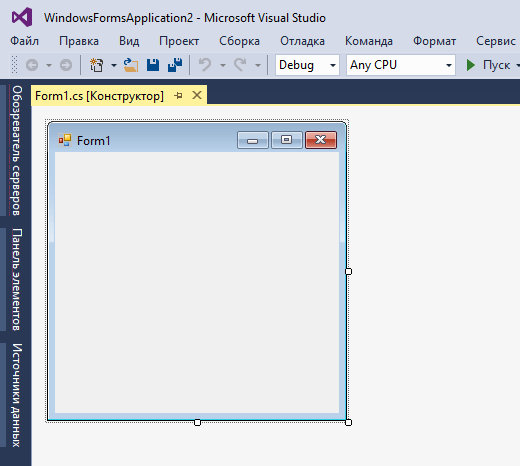 WindowsFormsApplication2 - Microsoft Visual Studio
Файл Правка Вид Проект Сборка Отладка Команда Формат Сервис
Debug Any CPU Пуск
Form1.cs [Конструктор]
Form1
Обозреватель серверов
Панель элементов
Источники данных